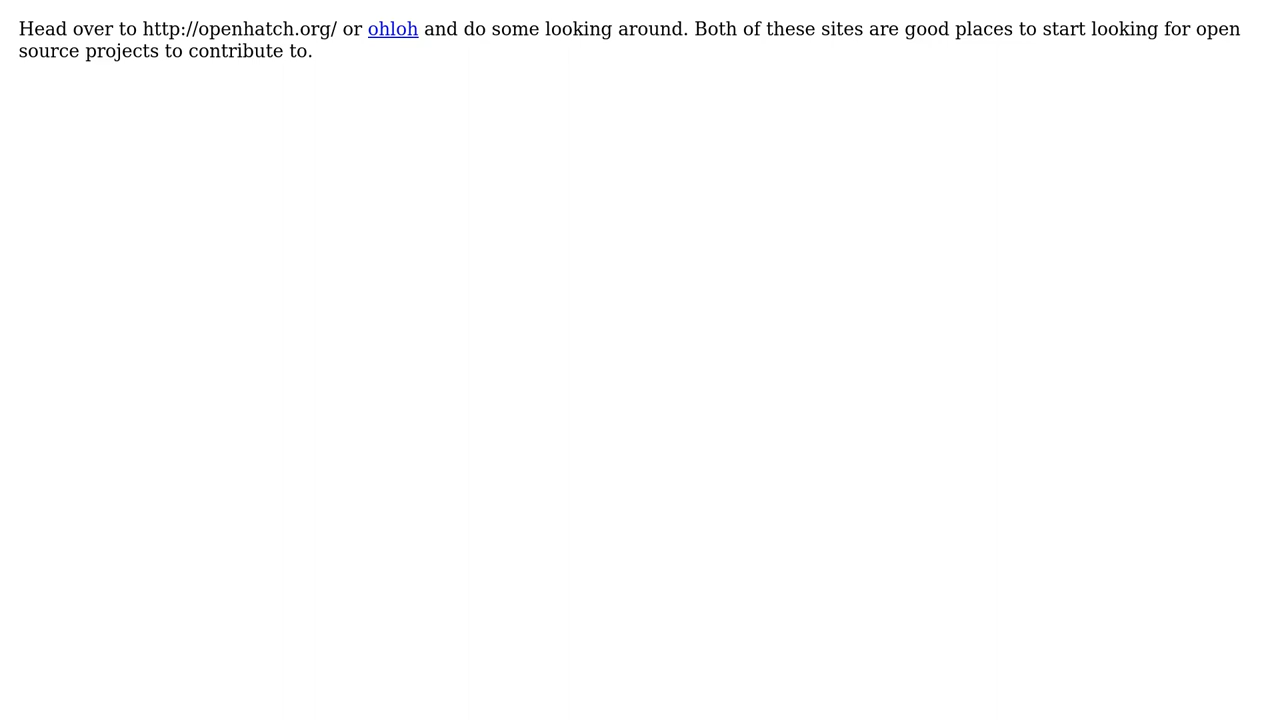 Head over to http://openhatch.org/ or ohloh and do some looking around. Both of these sites are good places to start looking for open
source projects to contribute to.